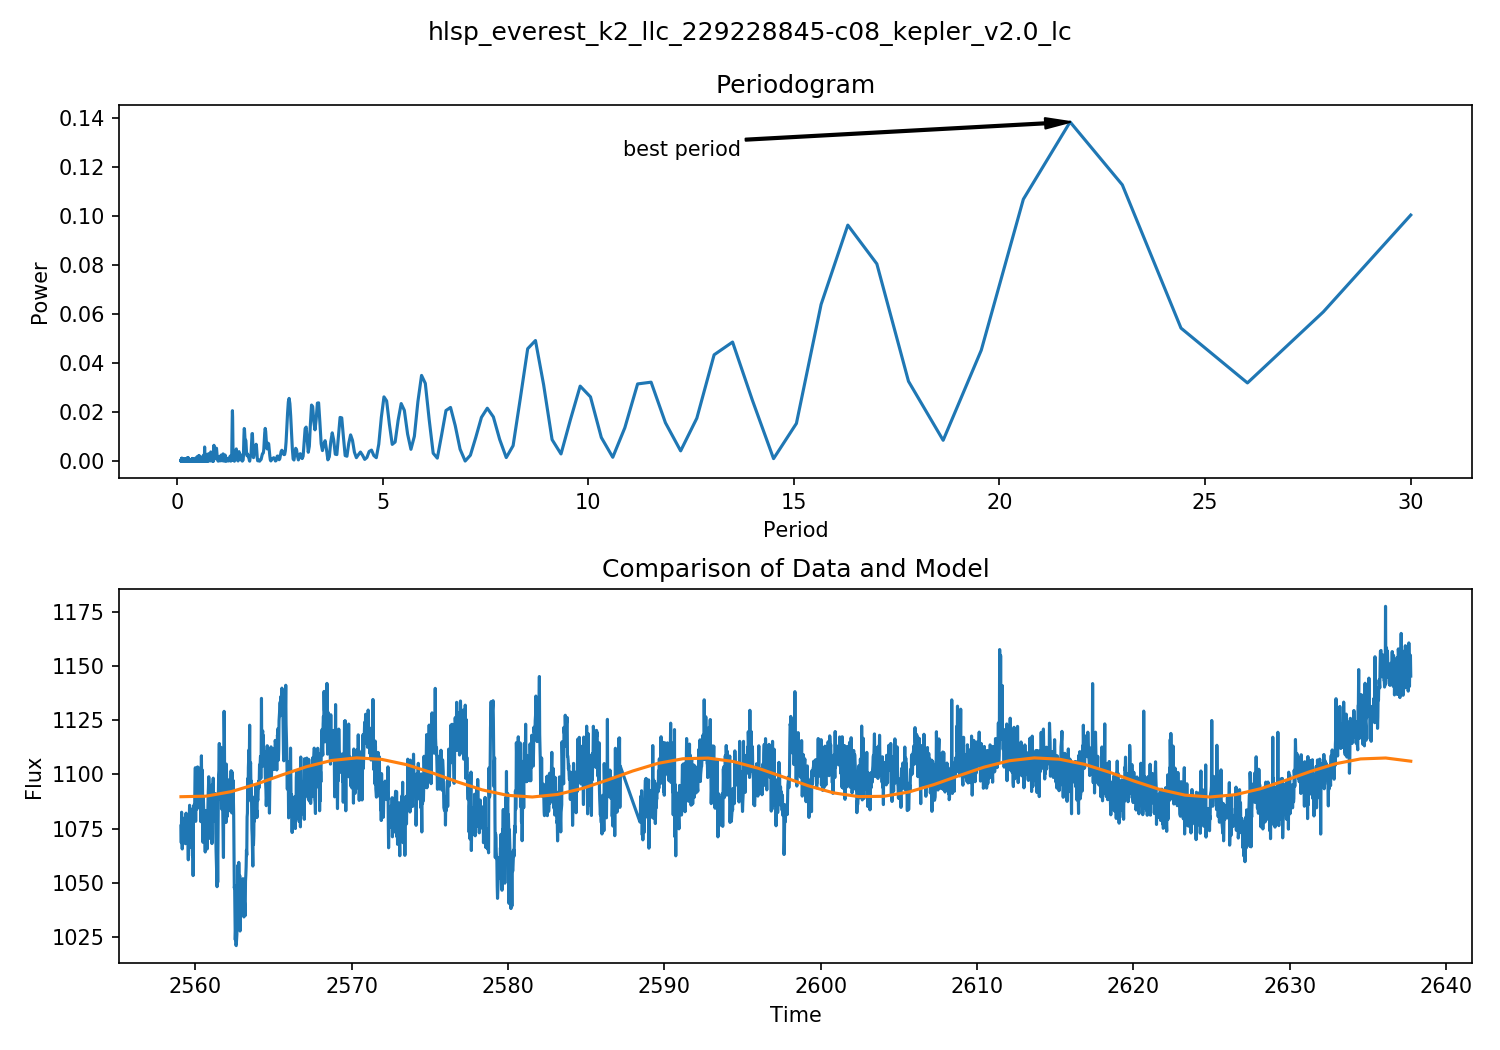 hlsp_everest_k2_llc_229228845-c08_kepler_v2.0_lc
Periodogram
0.14
0.12
0.10
0.08
0.06
0.04
0.02
0.00
Power
best period
0 5 10 15 20 25 30
Period
Comparison of Data and Model
1175
1150
1125
1100
1075
1050
1025
Flux
2560 2570 2580 2590 2600 2610 2620 2630 2640
Time